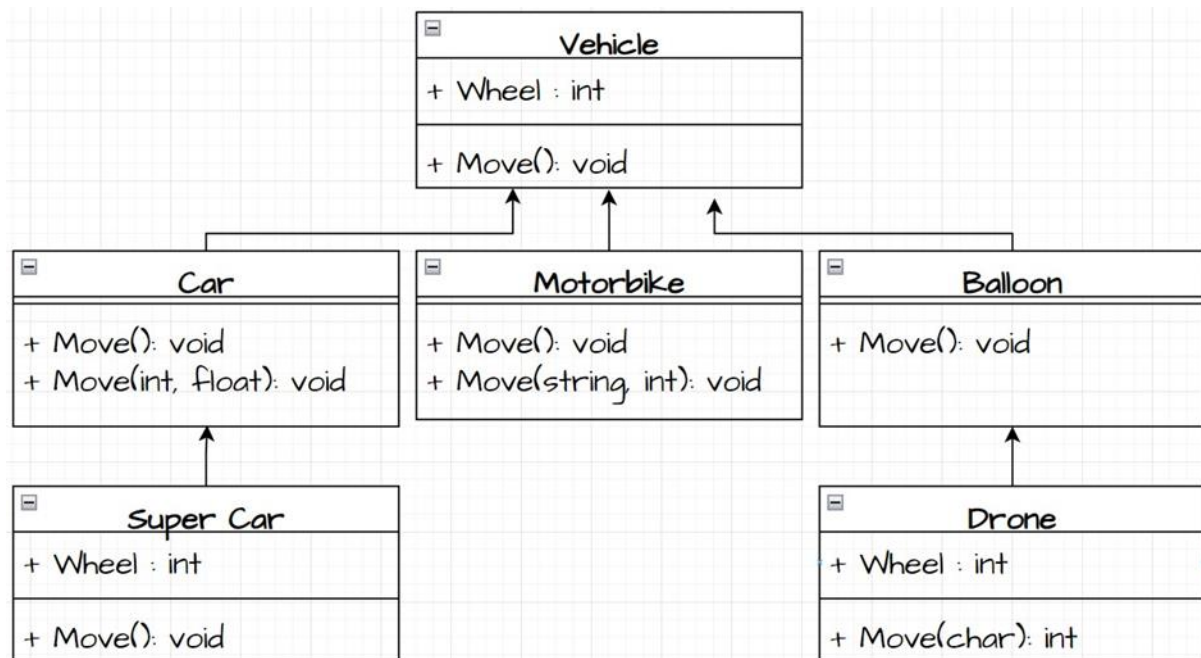 Vehicle
+ Wheel : int
+ Move(): void
Car
+ Move(): void
+ Move(int, float): void
Motorbike
+ Move(): void
+ Move(string, int): void
Balloon
+ Move(): void
Super Car
+ Wheel : int
+ Move(): void
Drone
+ Wheel : int
+ Move(char): int